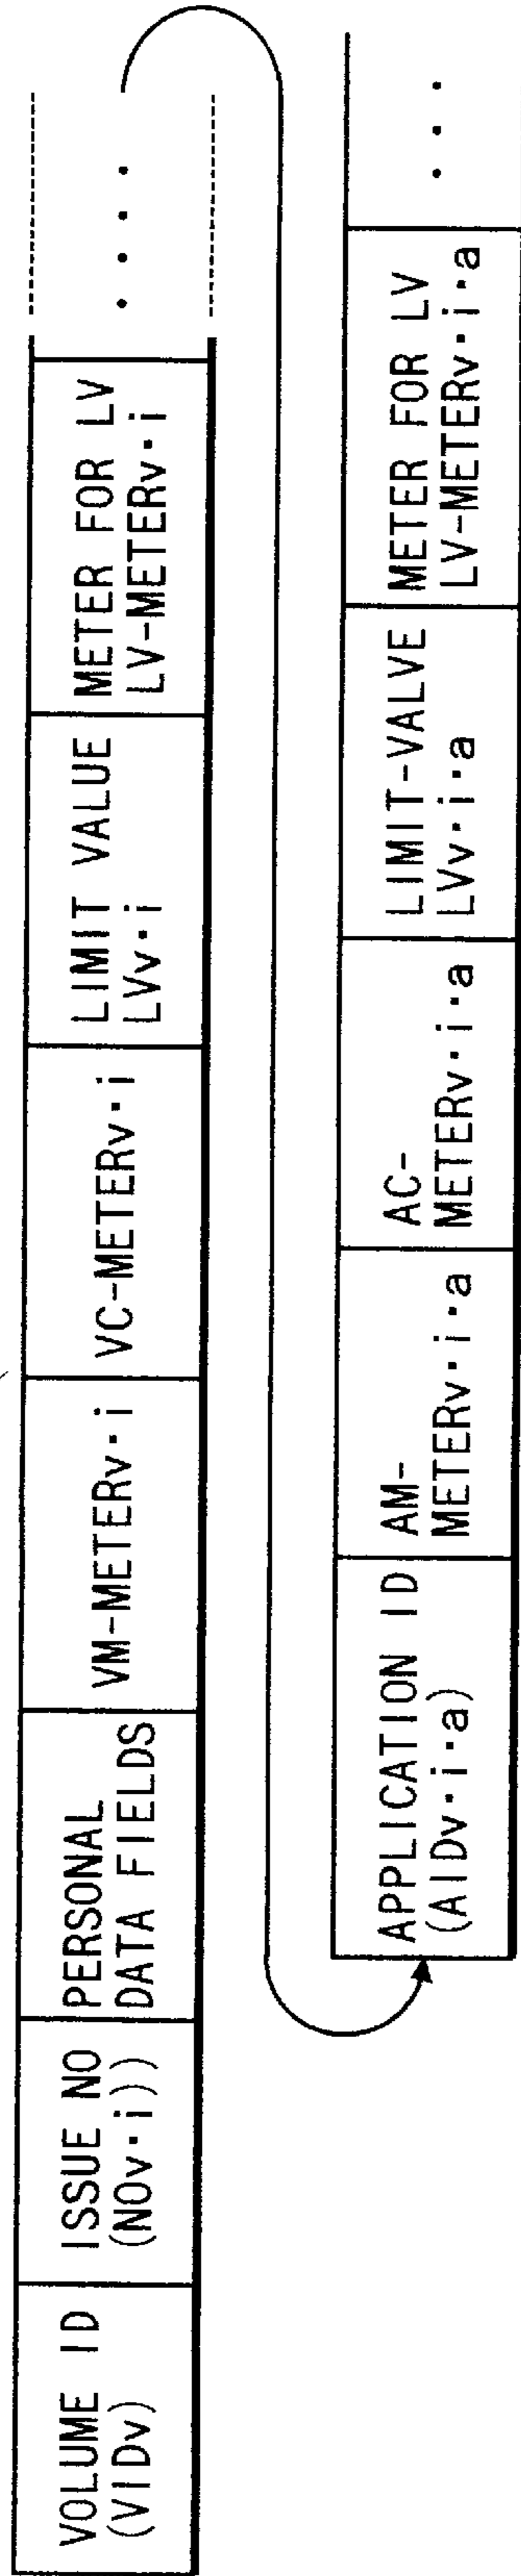 VOLUME ID
(VIDv)
ISSUE NO
(NOv·i))
PERSONAL
DATA FIELDS
VM-METERv·i
VC-METERv·i
LIMIT VALUE
LVv·i
METER FOR LV
LV-METERv·i
····
APPLICATION ID
(AIDv·i·a)
AM-
METERv·i·a
AC-
METERv·i·a
LIMIT-VALVE
LVv·i·a
METER FOR LV
LV-METERv·i·a
···